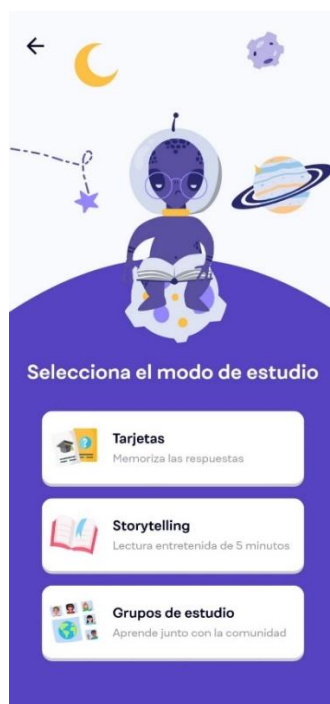 Selecciona el modo de estudio
Tarjetas
Memoriza las respuestas
Storytelling
Lectura entretenida de 5 minutos
Grupos de estudio
Aprende junto con la comunidad